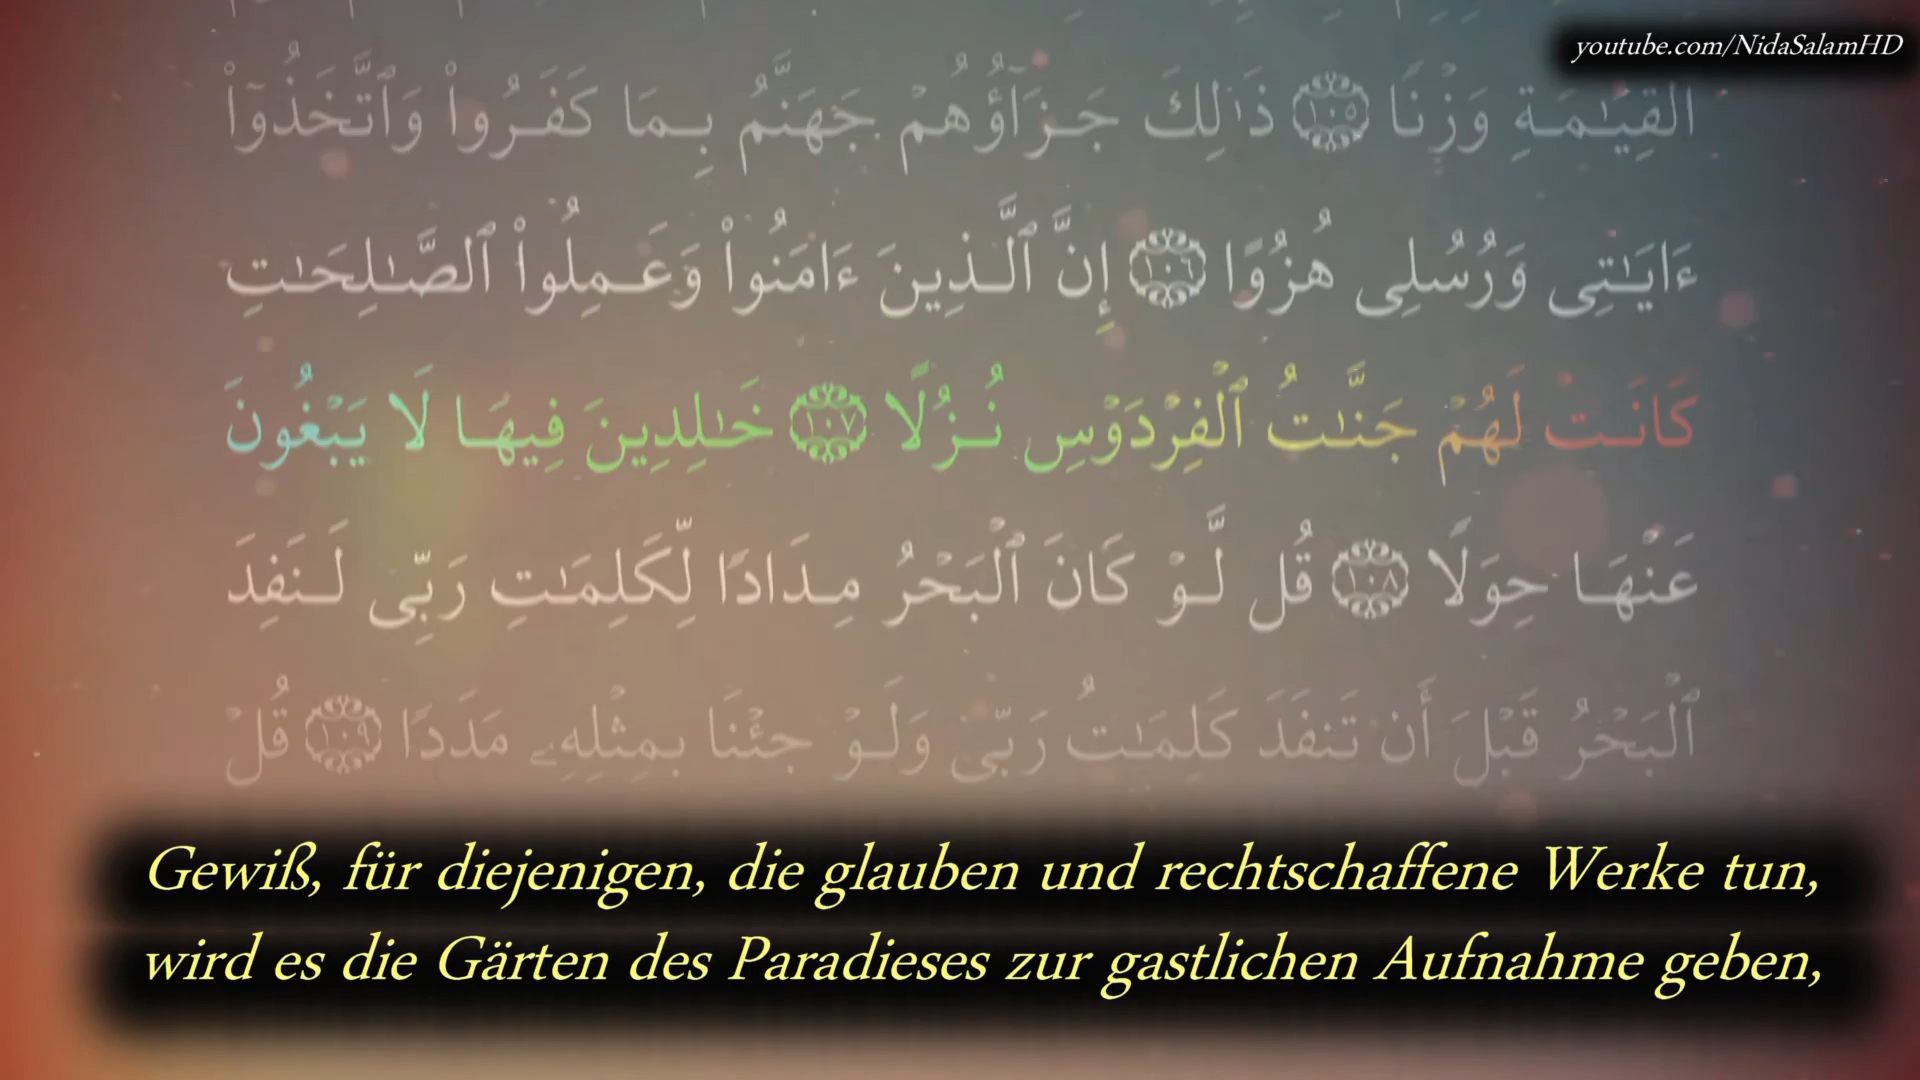 youtube.com/NidaSalamHD
ٱلْقِيَـٰمَةِ وَزْنًا ١٠٥ ذَٰلِكَ جَزَآؤُهُمْ جَهَنَّمُ بِمَا كَفَرُوا۟ وَٱتَّخَذُوٓا۟
ءَايَـٰتِى وَرُسُلِى هُزُوًا ١٠٦ إِنَّ ٱلَّذِينَ ءَامَنُوا۟ وَعَمِلُوا۟ ٱلصَّـٰلِحَـٰتِ
كَانَتْ لَهُمْ جَنَّـٰتُ ٱلْفِرْدَوْسِ نُزُلًا ١٠٧ خَـٰلِدِينَ فِيهَا لَا يَبْغُونَ
عَنْهَا حِوَلًا ١٠٨ قُل لَّوْ كَانَ ٱلْبَحْرُ مِدَادًا لِّكَلِمَـٰتِ رَبِّى لَنَفِدَ
ٱلْبَحْرُ قَبْلَ أَن تَنفَدَ كَلِمَـٰتُ رَبِّى وَلَوْ جِئْنَا بِمِثْلِهِۦ مَدَدًا ١٠٩ قُلْ
Gewiß, für diejenigen, die glauben und rechtschaffene Werke tun,
wird es die Gärten des Paradieses zur gastlichen Aufnahme geben,